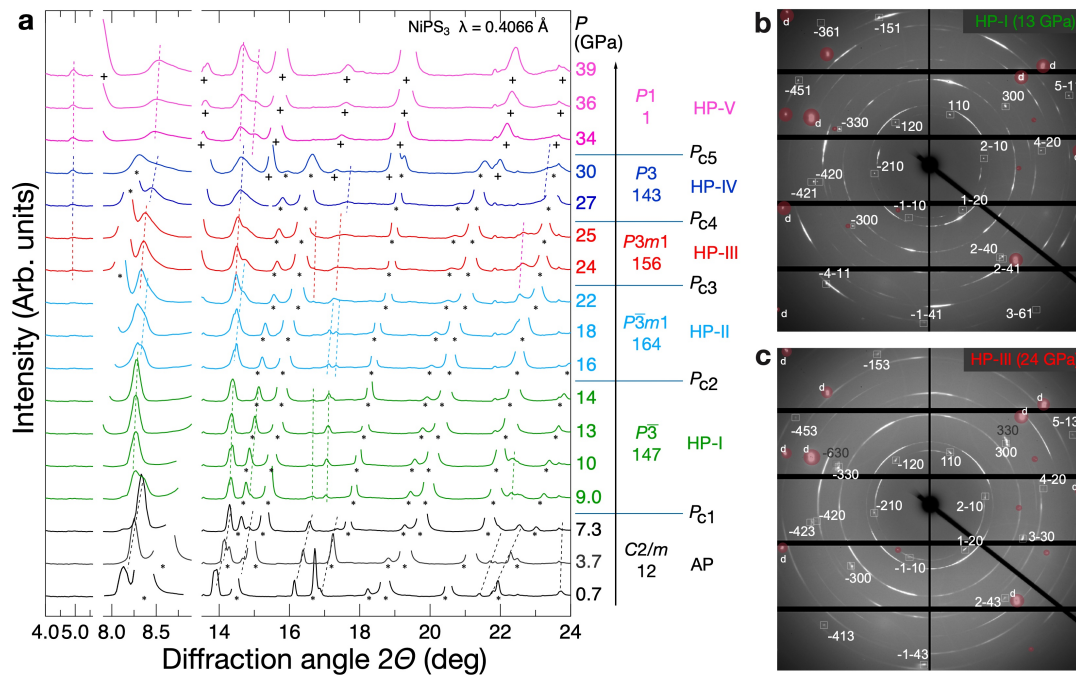 a
NiPS3 λ = 0.4066 Å
P
(GPa)
Intensity (Arb. units)
39
36
34
30
27
25
24
22
18
16
14
13
10
9.0
7.3
3.7
0.7
P1
1
HP-V
Pc5
P3
143
HP-IV
Pc4
P3m1
156
HP-III
Pc3
P3̅m1
164
HP-II
Pc2
P3̅
147
HP-I
Pc1
C2/m
12
AP
4.0 5.0 8.0 8.5 14 16 18 20 22 24
Diffraction angle 2Θ (deg)
b
HP-I (13 GPa)
d
-361
-151
d
d
-451
300
5-1
d
-330
-120
110
2-10
4-20
-210
-420
-421
d
-300
-1-10
1-20
2-40
2-41
d
-4-11
d
-1-41
3-61
c
HP-III (24 GPa
d
-153
d
d
d
-453
330
300
5-13
-630
d
-330
-120
110
4-20
-210
2-10
-420
-423
1-20
3-30
-1-10
-300
2-43
d
-413
-1-43